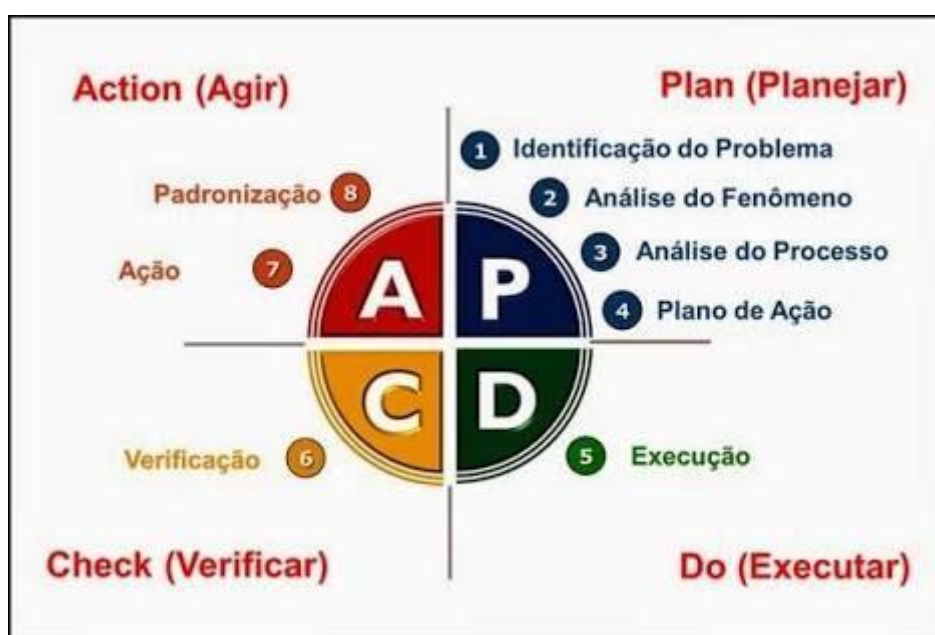 Action (Agir)
Plan (Planejar)
1 Identificação do Problema
2 Análise do Fenômeno
3 Análise do Processo
4 Plano de Ação
Padronização 8
Ação 7
A P
C D
Verificação 6
5 Execução
Check (Verificar)
Do (Executar)